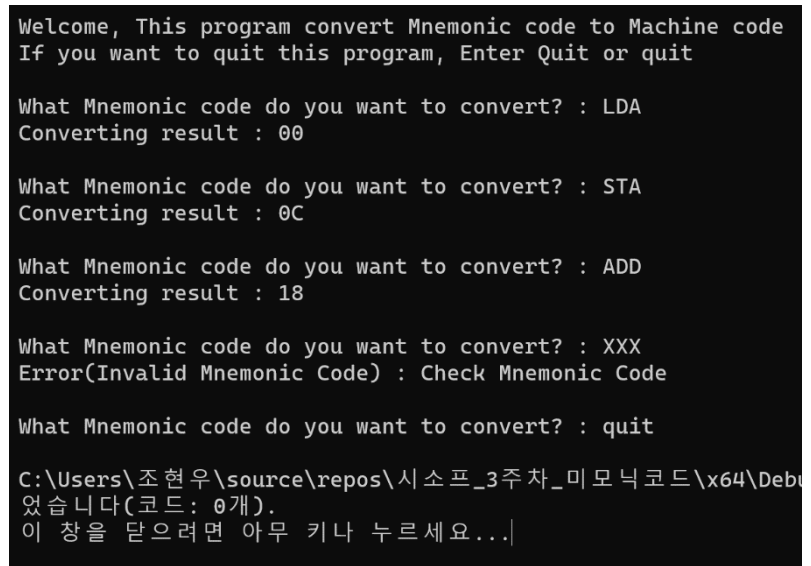 Welcome, This program convert Mnemonic code to Machine code
If you want to quit this program, Enter Quit or quit
What Mnemonic code do you want to convert? : LDA
Converting result : 00
What Mnemonic code do you want to convert? : STA
Converting result : 0C
What Mnemonic code do you want to convert? : ADD
Converting result : 18
What Mnemonic code do you want to convert? : XXX
Error(Invalid Mnemonic Code) : Check Mnemonic Code
What Mnemonic code do you want to convert? : quit
C:\Users\조현우\source\repos\시소프_3주차_미모닉코드\x64\Debu
었습니다(코드: 0개).
이 창을 닫으려면 아무 키나 누르세요...